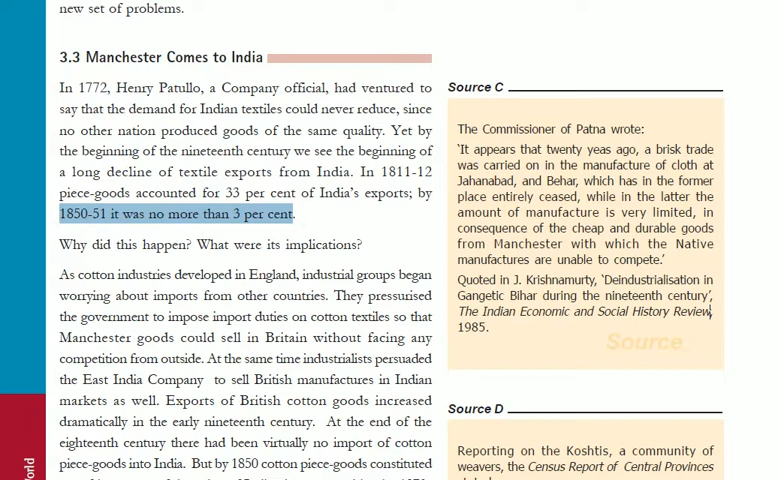 new set of problems.
3.3 Manchester Comes to India
In 1772, Henry Patullo, a Company official, had ventured to
say that the demand for Indian textiles could never reduce, since
no other nation produced goods of the same quality. Yet by
the beginning of the nineteenth century we see the beginning of
a long decline of textile exports from India. In 1811-12
piece-goods accounted for 33 per cent of India's exports; by
1850-51 it was no more than 3 per cent.
Why did this happen? What were its implications?
As cotton industries developed in England, industrial groups began
worrying about imports from other countries. They pressurised
the government to impose import duties on cotton textiles so that
Manchester goods could sell in Britain without facing any
competition from outside. At the same time industrialists persuaded
the East India Company to sell British manufactures in Indian
markets as well. Exports of British cotton goods increased
dramatically in the early nineteenth century. At the end of the
eighteenth century there had been virtually no import of cotton
piece-goods into India. But by 1850 cotton piece-goods constituted
Source C
The Commissioner of Patna wrote:
'It appears that twenty yeas ago, a brisk trade
was carried on in the manufacture of cloth at
Jahanabad, and Behar, which has in the former
place entirely ceased, while in the latter the
amount of manufacture is very limited, in
consequence of the cheap and durable goods
from Manchester with which the Native
manufactures are unable to compete.'
Quoted in J. Krishnamurty, 'Deindustrialisation in
Gangetic Bihar during the nineteenth century',
The Indian Economic and Social History Review,
1985.
Source
Source D
Reporting on the Koshtis, a community of
weavers, the Census Report of Central Provinces
World